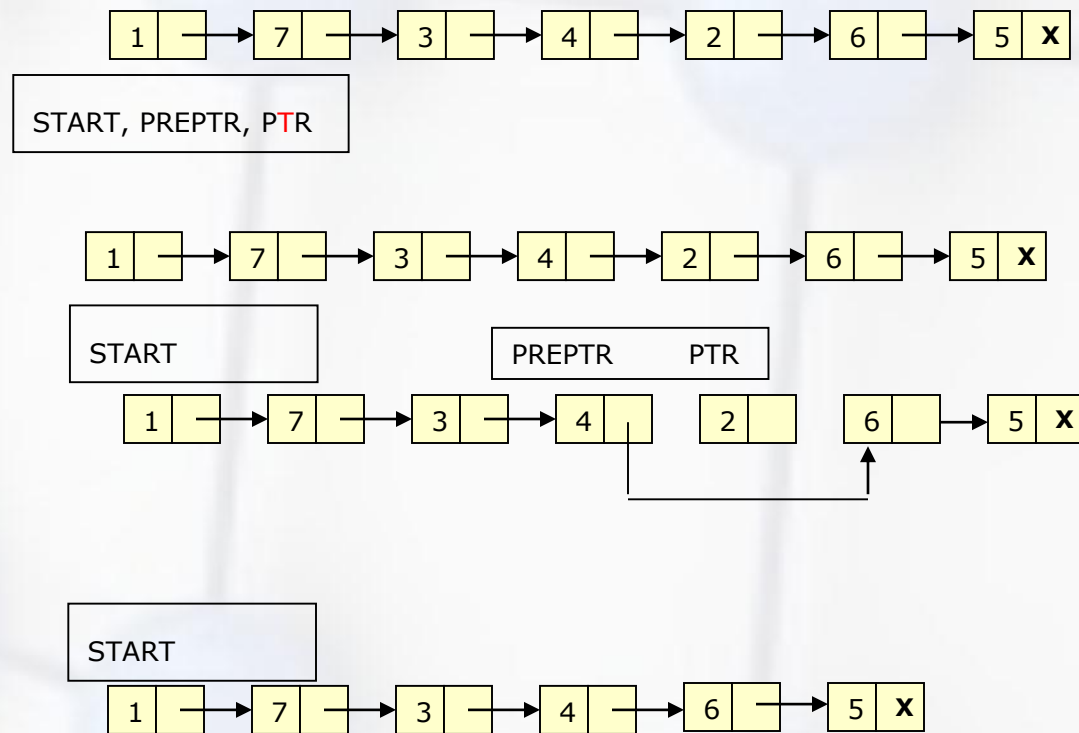 1 7 3 4 2 6 5 X
START, PREPTR, PTR
1 7 3 4 2 6 5 X
START PREPTR PTR
1 7 3 4 2 6 5 X
START
1 7 3 4 6 5 X